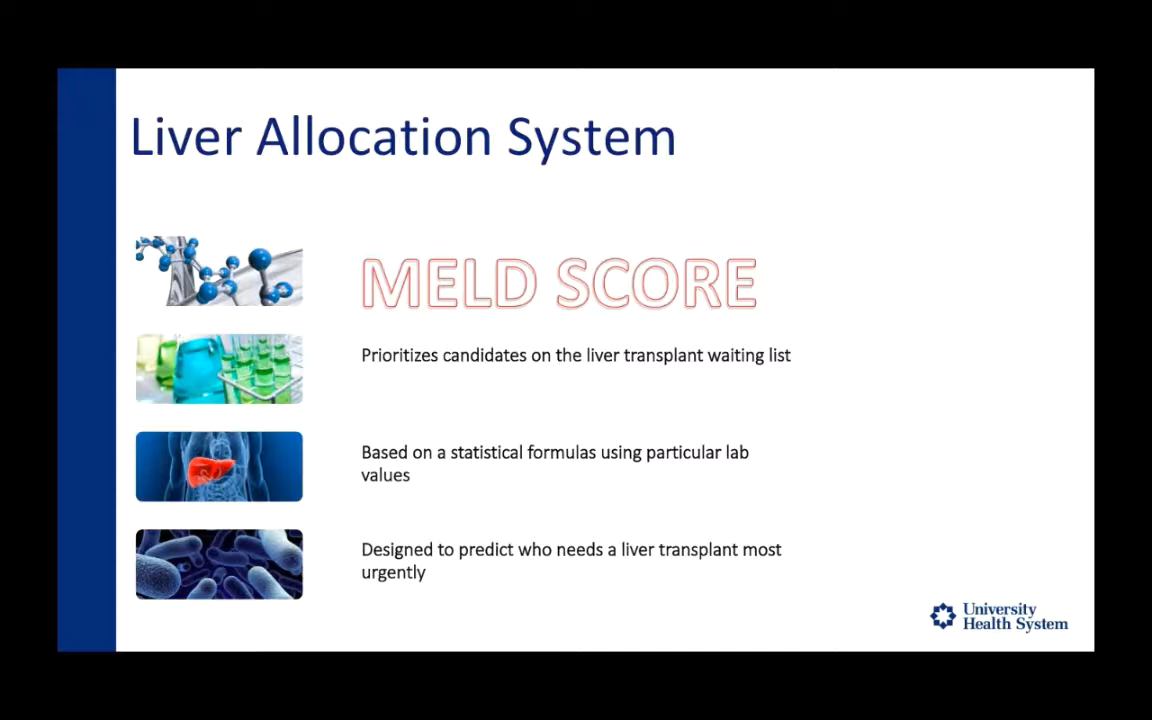 Liver Allocation System
MELD SCORE
Prioritizes candidates on the liver transplant waiting list
Based on a statistical formulas using particular lab
values
Designed to predict who needs a liver transplant most
urgently
University
Health System